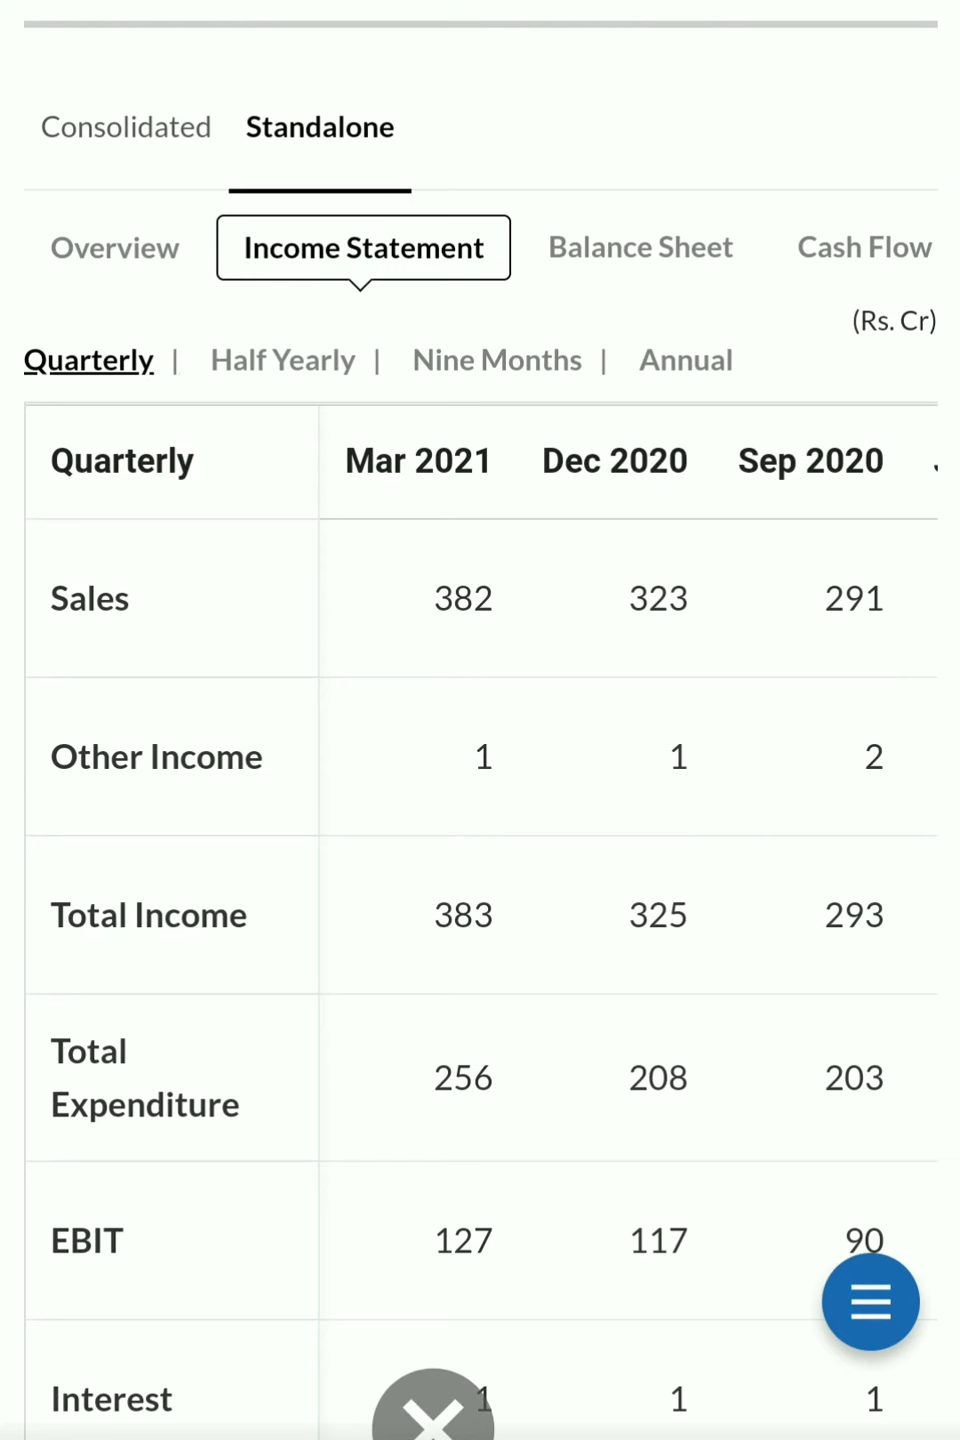 Consolidated Standalone
Overview Income Statement Balance Sheet Cash Flow
(Rs. Cr)
Quarterly | Half Yearly | Nine Months | Annual
Quarterly Mar 2021 Dec 2020 Sep 2020
Sales 382 323 291
Other Income 1 1 2
Total Income 383 325 293
Total
Expenditure 256 208 203
EBIT 127 117 90
Interest 1 1 1